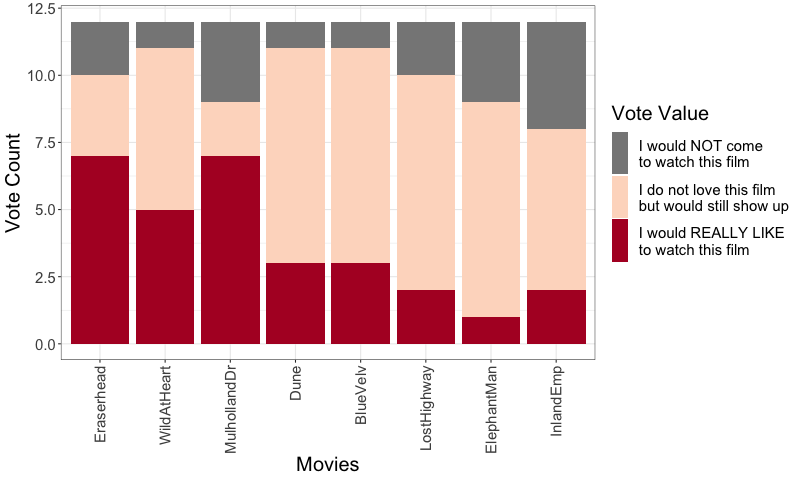 12.5
10.0
7.5
5.0
2.5
0.0
Vote Count
Eraserhead
WildAtHeart
MulhollandDr
Dune
BlueVelv
LostHighway
ElephantMan
InlandEmp
Movies
Vote Value
I would NOT come
to watch this film
I do not love this film
but would still show up
I would REALLY LIKE
to watch this film